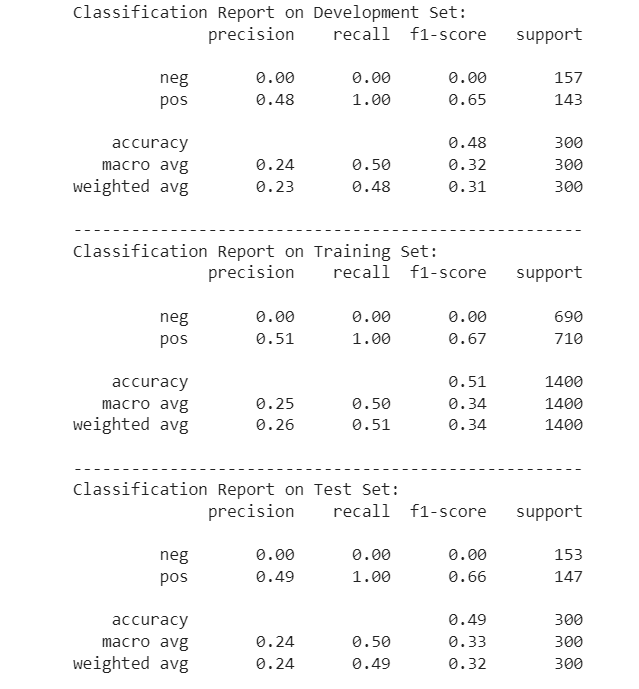 Classification Report on Development Set:
precision recall f1-score support
neg 0.00 0.00 0.00 157
pos 0.48 1.00 0.65 143
accuracy 0.48 300
macro avg 0.24 0.50 0.32 300
weighted avg 0.23 0.48 0.31 300
-----------------------------------------------------
Classification Report on Training Set:
precision recall f1-score support
neg 0.00 0.00 0.00 690
pos 0.51 1.00 0.67 710
accuracy 0.51 1400
macro avg 0.25 0.50 0.34 1400
weighted avg 0.26 0.51 0.34 1400
-----------------------------------------------------
Classification Report on Test Set:
precision recall f1-score support
neg 0.00 0.00 0.00 153
pos 0.49 1.00 0.66 147
accuracy 0.49 300
macro avg 0.24 0.50 0.33 300
weighted avg 0.24 0.49 0.32 300